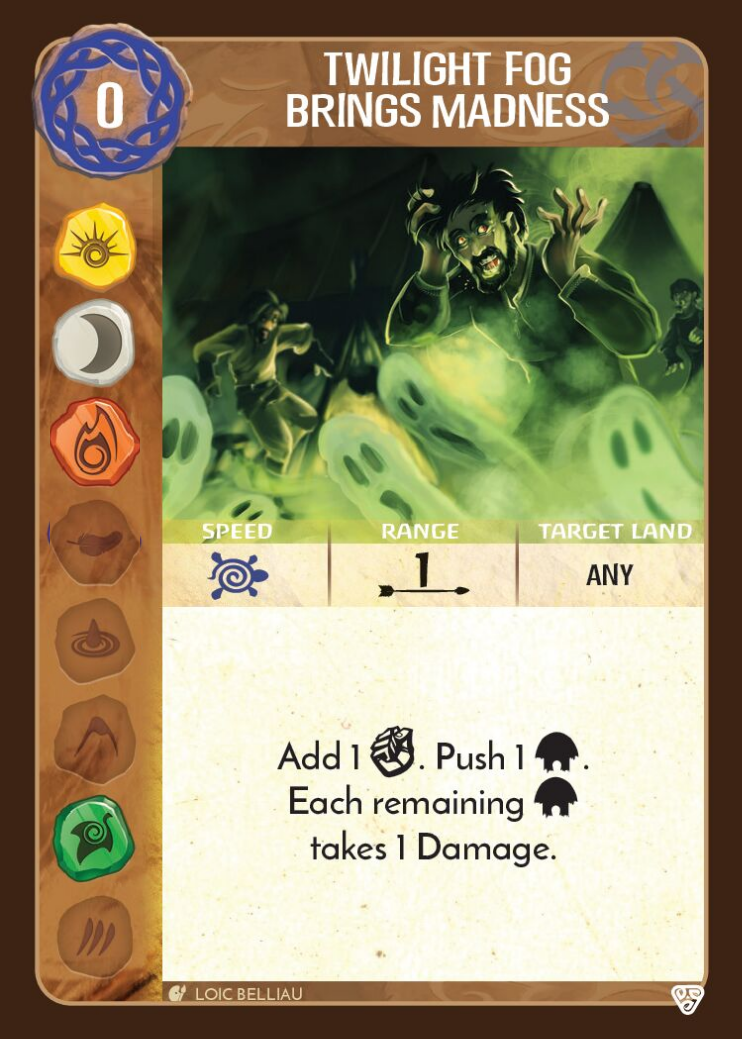 0
TWILIGHT FOG
BRINGS MADNESS
SPEED RANGE TARGET LAND
1 ANY
Add 1 . Push 1 .
Each remaining
takes 1 Damage.
LOIC BELLIAU